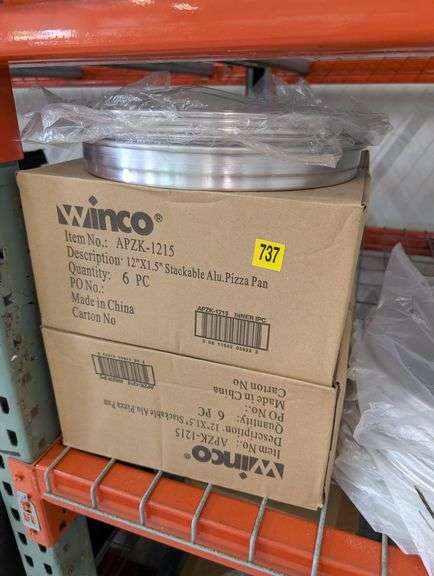 winco®
Item No.: APZK-1215
Description: 12"X1.5" Stackable Alu.Pizza Pan
Quantity: 6 PC
PO No.:
Made in China
Carton No
737
APZK-1215
winco®
Item No.: APZK-1215
Description: 12"X1.5" Stackable Alu.Pizza Pan
Quantity: 6 PC
PO No.:
Made in China
Carton No